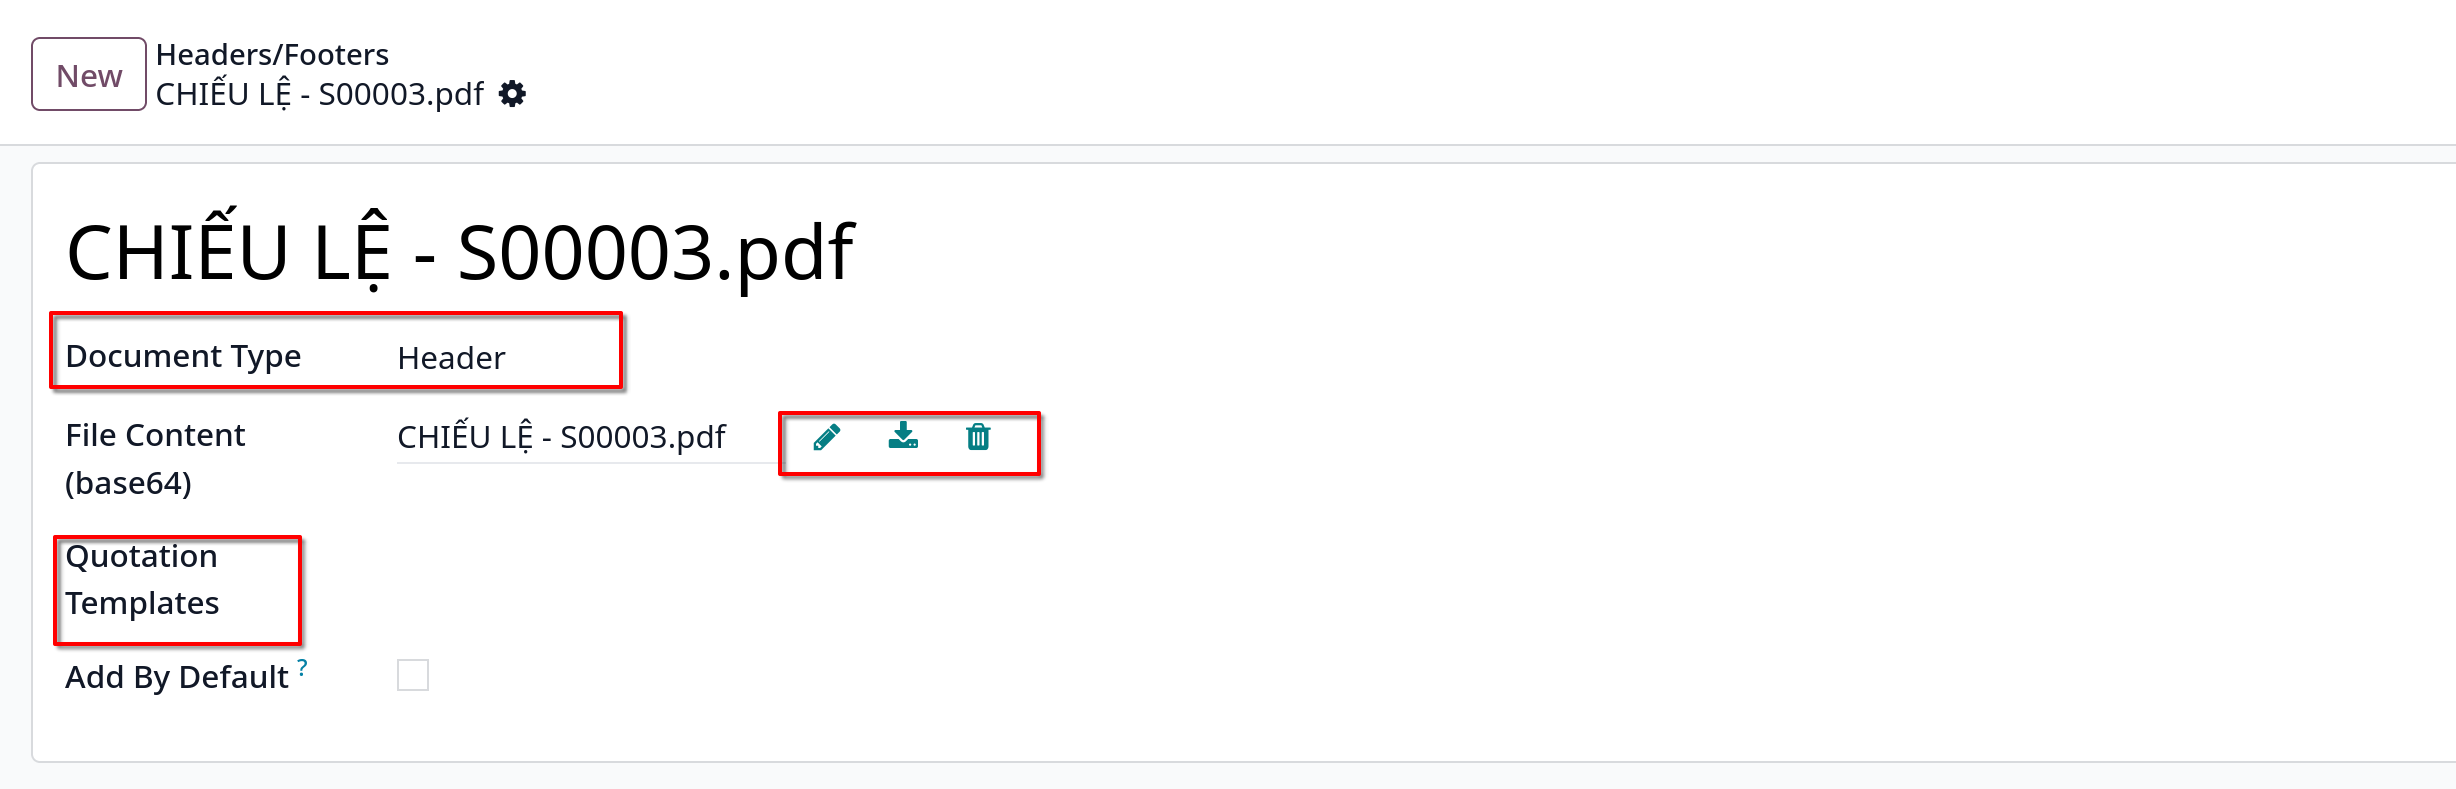 New
Headers/Footers
CHIẾU LỆ - S00003.pdf
CHIẾU LỆ - S00003.pdf
Document Type Header
File Content CHIẾU LỆ - S00003.pdf
(base64)
Quotation
Templates
Add By Default ?